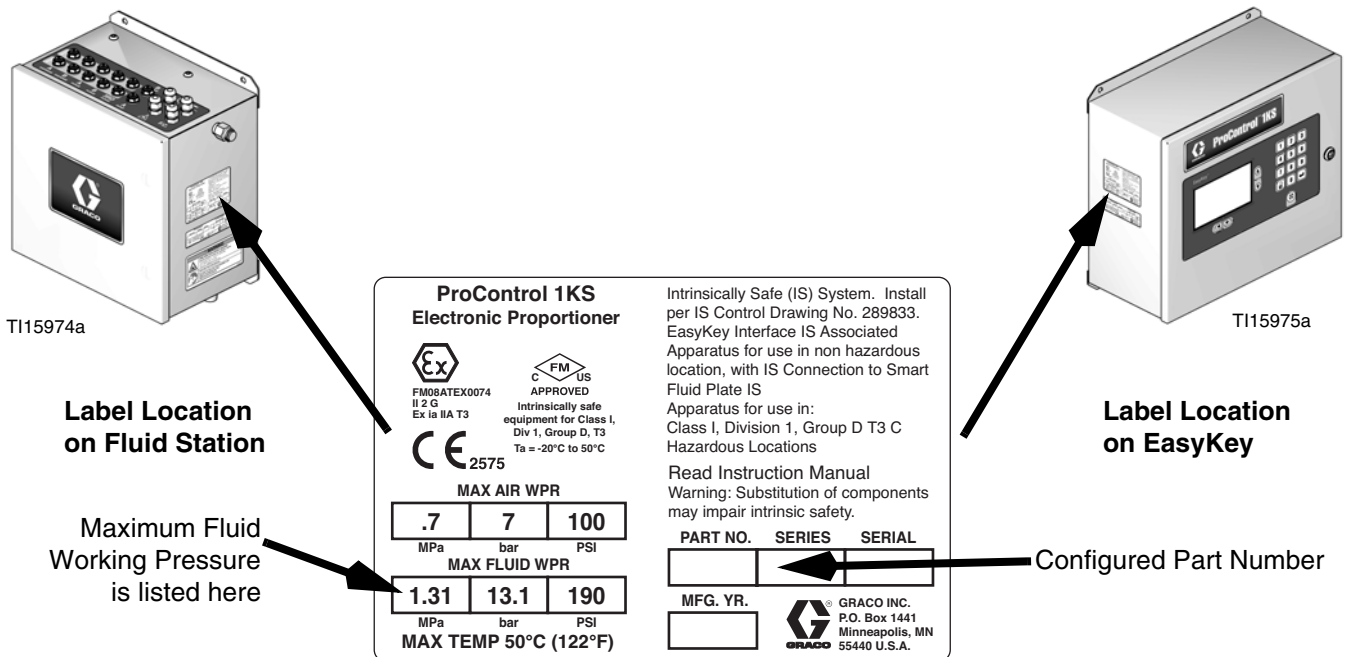 GRACO
ProControl 1KS
TI15974a
TI15975a
Label Location
on Fluid Station
Label Location
on EasyKey
Maximum Fluid
Working Pressure
is listed here
Configured Part Number
ProControl 1KS
Electronic Proportioner
Ex
FM08ATEX0074
II 2 G
Ex ia IIA T3
CE 2575
FM
C US
APPROVED
Intrinsically safe
equipment for Class I,
Div 1, Group D, T3
Ta = -20°C to 50°C
MAX AIR WPR
.7 7 100
MPa bar PSI
MAX FLUID WPR
1.31 13.1 190
MPa bar PSI
MAX TEMP 50°C (122°F)
Intrinsically Safe (IS) System. Install
per IS Control Drawing No. 289833.
EasyKey Interface IS Associated
Apparatus for use in non hazardous
location, with IS Connection to Smart
Fluid Plate IS
Apparatus for use in:
Class I, Division 1, Group D T3 C
Hazardous Locations
Read Instruction Manual
Warning: Substitution of components
may impair intrinsic safety.
PART NO. SERIES SERIAL
MFG. YR.
GRACO
®
GRACO INC.
P.O. Box 1441
Minneapolis, MN
55440 U.S.A.